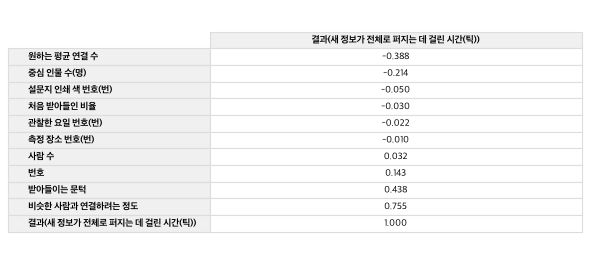 결과(새 정보가 전체로 퍼지는 데 걸린 시간(틱))
원하는 평균 연결 수 -0.388
중심 인물 수(명) -0.214
설문지 인쇄 색 번호(번) -0.050
처음 받아들인 비율 -0.030
관찰한 요일 번호(번) -0.022
측정 장소 번호(번) -0.010
사람 수 0.032
번호 0.143
받아들이는 문턱 0.438
비슷한 사람과 연결하려는 정도 0.755
결과(새 정보가 전체로 퍼지는 데 걸린 시간(틱)) 1.000